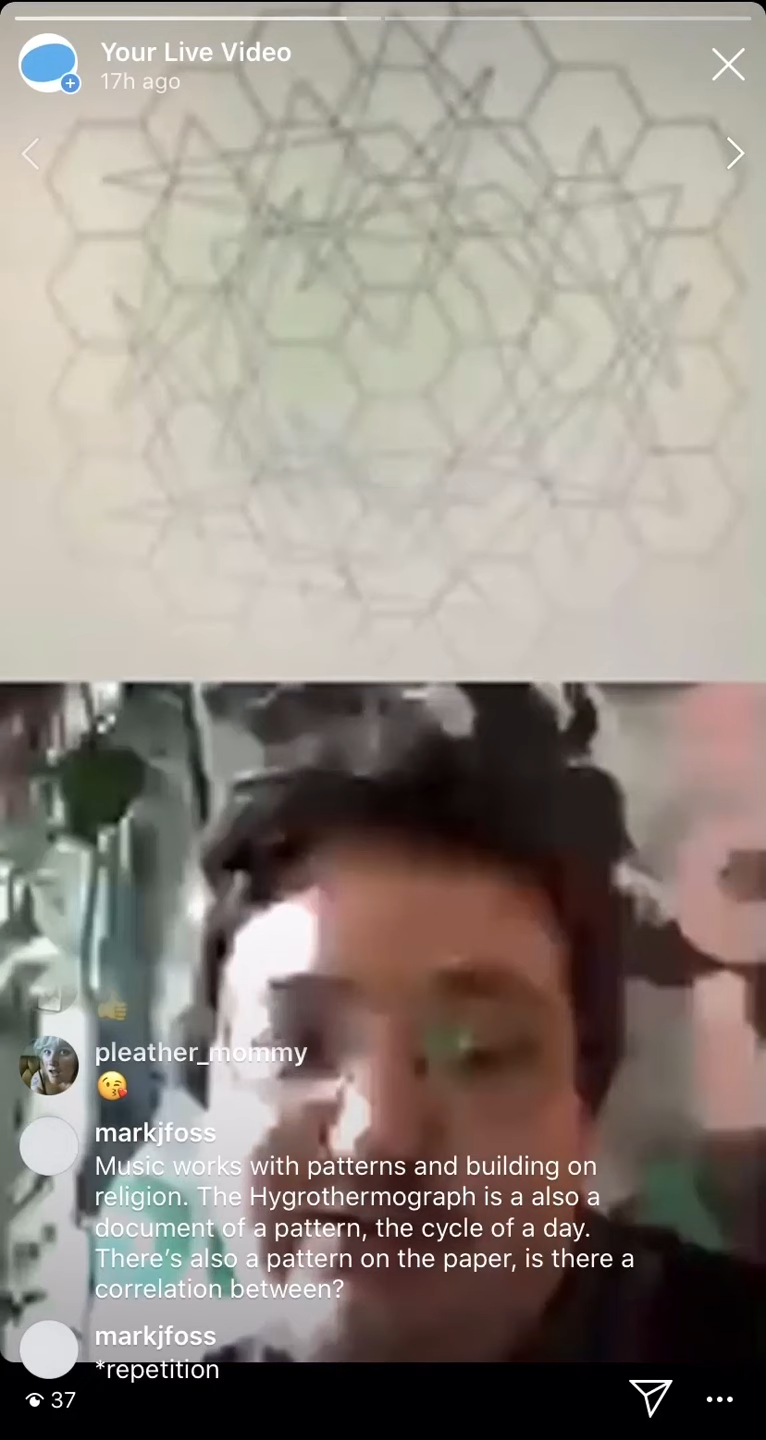 Your Live Video
17h ago
pleather_mommy
😘
markjfoss
Music works with patterns and building on
religion. The Hygrothermograph is a also a
document of a pattern, the cycle of a day.
There’s also a pattern on the paper, is there a
correlation between?
markjfoss
*repetition
37